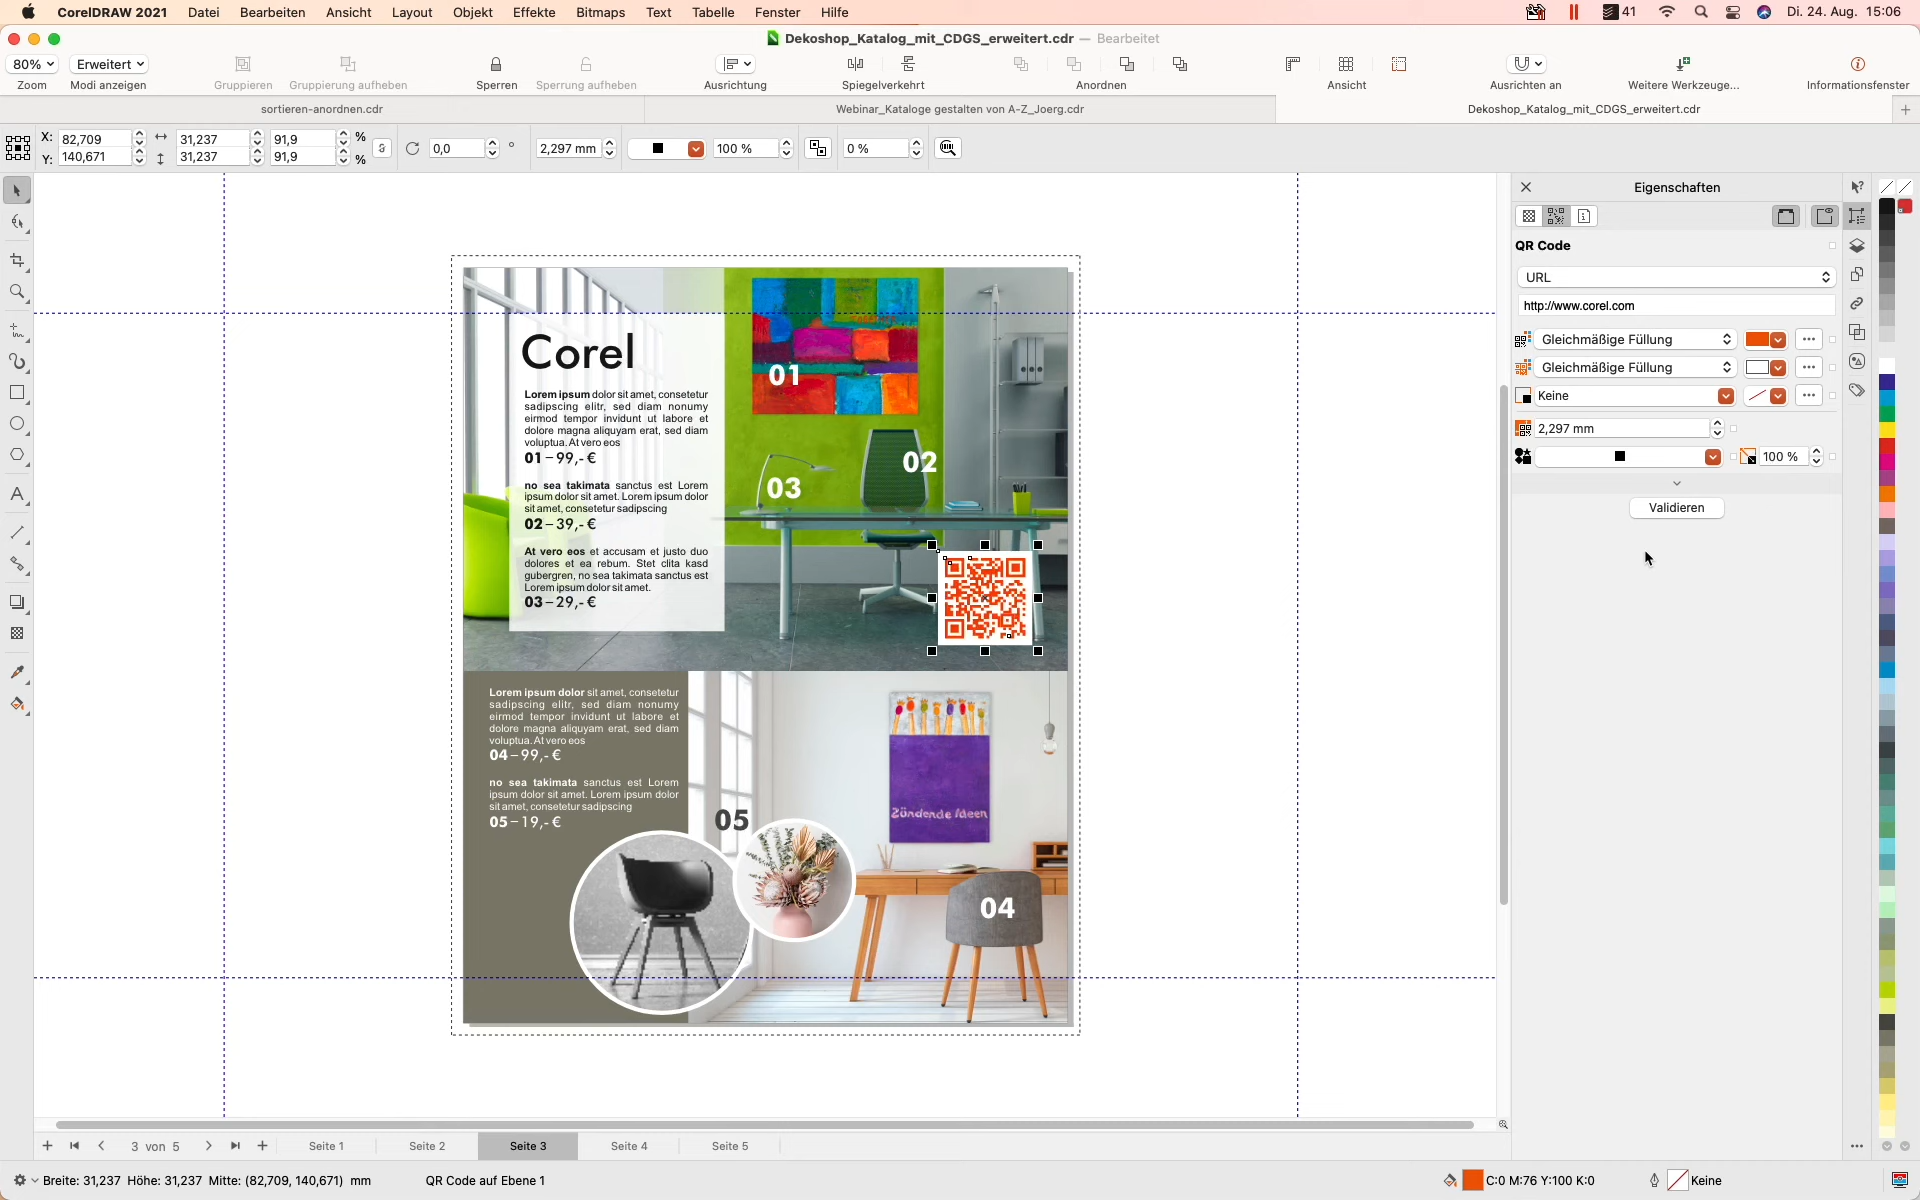 CorelDRAW 2021 Datei Bearbeiten Ansicht Layout Objekt Effekte Bitmaps Text Tabelle Fenster Hilfe 41 Di. 24. Aug. 15:06
Dekoshop_Katalog_mit_CDGS_erweitert.cdr — Bearbeitet
80% Erweitert
Zoom Modi anzeigen Gruppieren Gruppierung aufheben Sperren Sperrung aufheben Ausrichtung Spiegelverkehrt Anordnen Ansicht Ausrichten an Weitere Werkzeuge... Informationsfenster
sortieren-anordnen.cdr Webinar_Kataloge gestalten von A-Z_Joerg.cdr Dekoshop_Katalog_mit_CDGS_erweitert.cdr
X: 82,709 31,237 91,9 %
Y: 140,671 31,237 91,9 %
0,0 ° 2,297 mm 100 % 0 %
Eigenschaften
QR Code
URL
http://www.corel.com
Gleichmäßige Füllung
Gleichmäßige Füllung
Keine
2,297 mm
100 %
Validieren
Corel
Lorem ipsum dolor sit amet, consetetur
sadipscing elitr, sed diam nonumy
eirmod tempor invidunt ut labore et
dolore magna aliquyam erat, sed diam
voluptua. At vero eos
01 – 99,- €
no sea takimata sanctus est Lorem
ipsum dolor sit amet. Lorem ipsum dolor
sit amet, consetetur sadipscing
02 – 39,- €
At vero eos et accusam et justo duo
dolores et ea rebum. Stet clita kasd
gubergren, no sea takimata sanctus est
Lorem ipsum dolor sit amet.
03 – 29,- €
01
02
03
Lorem ipsum dolor sit amet, consetetur
sadipscing elitr, sed diam nonumy
eirmod tempor invidunt ut labore et
dolore magna aliquyam erat, sed diam
voluptua. At vero eos
04 – 99,- €
no sea takimata sanctus est Lorem
ipsum dolor sit amet. Lorem ipsum dolor
sit amet, consetetur sadipscing
05 – 19,- €
05
Zündende Ideen
04
3 von 5 Seite 1 Seite 2 Seite 3 Seite 4 Seite 5
Breite: 31,237 Höhe: 31,237 Mitte: (82,709, 140,671) mm QR Code auf Ebene 1 C:0 M:76 Y:100 K:0 Keine